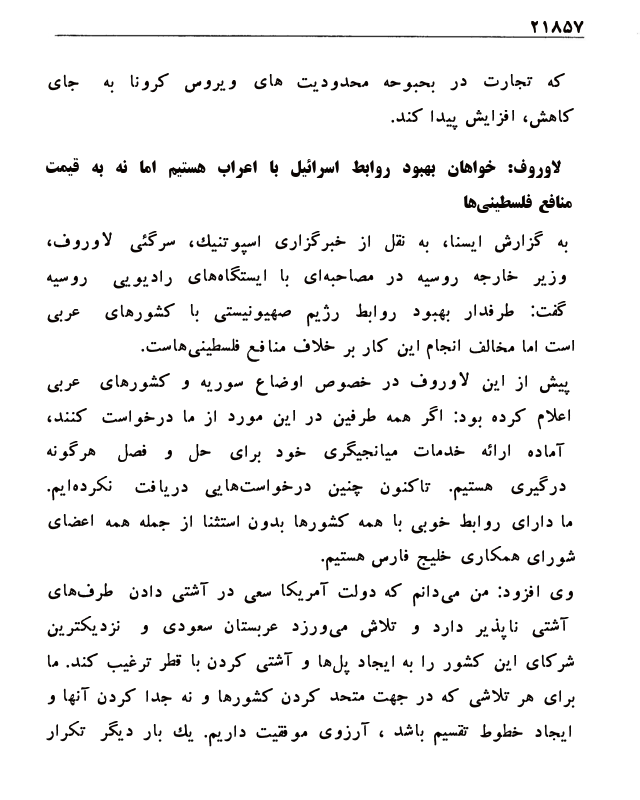 ۲۱۸۵۷
که تجارت در بحبوحه محدودیت های ویروس کرونا به جای
کاهش، افزایش پیدا کند.
لاوروف: خواهان بهبود روابط اسرائیل با اعراب هستیم اما نه به قیمت
منافع فلسطینی‌ها
به گزارش ایسنا، به نقل از خبرگزاری اسپوتنیك، سرگئی لاوروف،
وزیر خارجه روسیه در مصاحبه‌ای با ایستگاه‌های رادیویی روسیه
گفت: طرفدار بهبود روابط رژیم صهیونیستی با کشورهای عربی
است اما مخالف انجام این کار بر خلاف منافع فلسطینی‌هاست.
پیش از این لاوروف در خصوص اوضاع سوریه و کشورهای عربی
اعلام کرده بود: اگر همه طرفین در این مورد از ما درخواست کنند،
آماده ارائه خدمات میانجیگری خود برای حل و فصل هرگونه
درگیری هستیم. تاکنون چنین درخواست‌هایی دریافت نکرده‌ایم.
ما دارای روابط خوبی با همه کشورها بدون استثنا از جمله همه اعضای
شورای همکاری خلیج فارس هستیم.
وی افزود: من می‌دانم که دولت آمریکا سعی در آشتی دادن طرف‌های
آشتی ناپذیر دارد و تلاش می‌ورزد عربستان سعودی و نزدیکترین
شرکای این کشور را به ایجاد پل‌ها و آشتی کردن با قطر ترغیب کند. ما
برای هر تلاشی که در جهت متحد کردن کشورها و نه جدا کردن آنها و
ایجاد خطوط تقسیم باشد ، آرزوی موفقیت داریم. یك بار دیگر تکرار